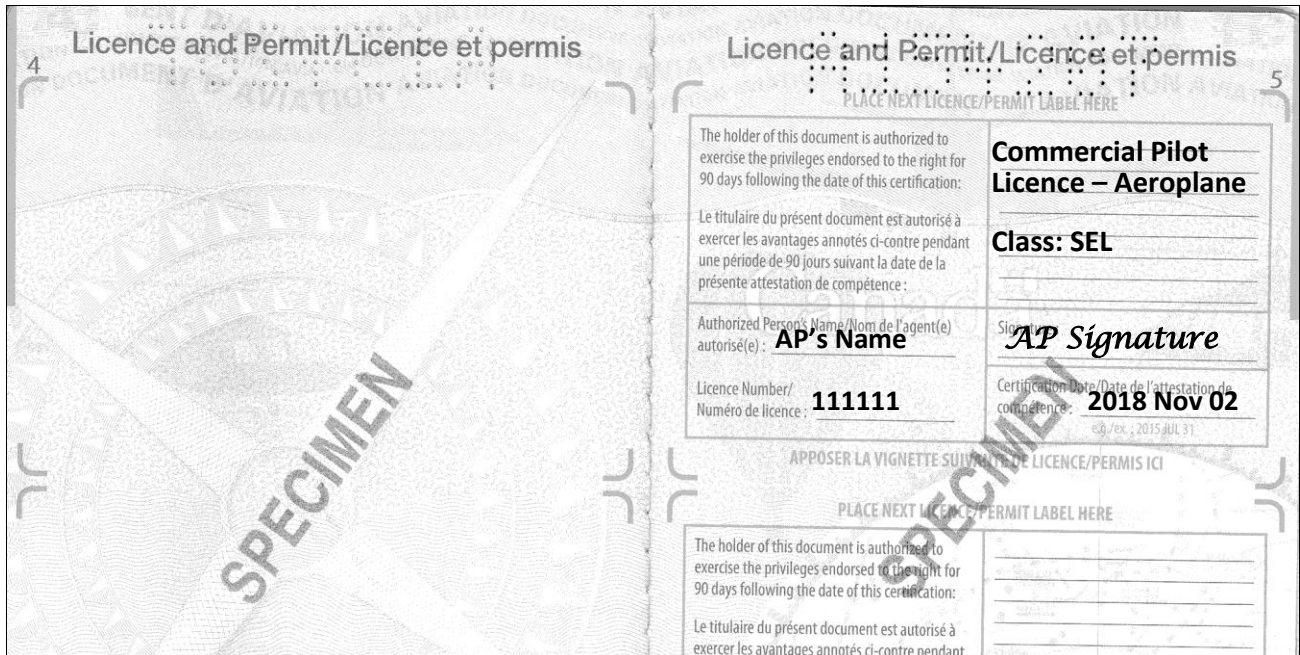 Licence and Permit/Licence et permis
4
SPECIMEN
Licence and Permit/Licence et permis
5
PLACE NEXT LICENCE/PERMIT LABEL HERE
The holder of this document is authorized to
exercise the privileges endorsed to the right for
90 days following the date of this certification:
Le titulaire du présent document est autorisé à
exercer les avantages annotés ci-contre pendant
une période de 90 jours suivant la date de la
présente attestation de compétence :
Commercial Pilot
Licence – Aeroplane
Class: SEL
Authorized Person's Name/Nom de l'agent(e)
autorisé(e) : AP's Name
Signature
AP Signature
Licence Number/
Numéro de licence : 111111
Certification Date/Date de l'attestation de
compétence : 2018 Nov 02
e.g./ex. : 2015 JUL 31
APPOSER LA VIGNETTE SUIVANTE DE LICENCE/PERMIS ICI
SPECIMEN
PLACE NEXT LICENCE/PERMIT LABEL HERE
The holder of this document is authorized to
exercise the privileges endorsed to the right for
90 days following the date of this certification:
Le titulaire du présent document est autorisé à
exercer les avantages annotés ci-contre pendant